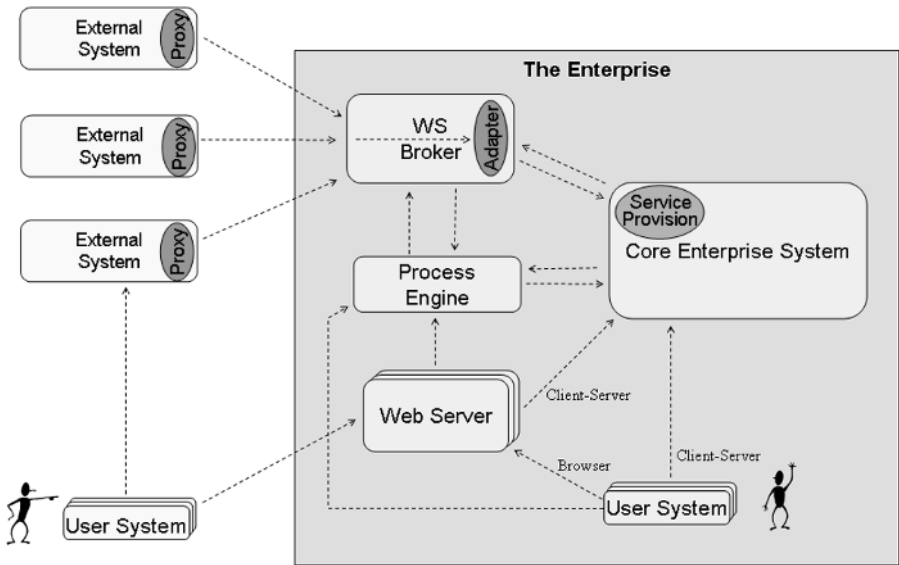 External
System
Proxy
The Enterprise
External
System
Proxy
WS
Broker
Adapter
External
System
Proxy
Service
Provision
Core Enterprise System
Process
Engine
Web Server
Client-Server
Browser
Client-Server
User System
User System